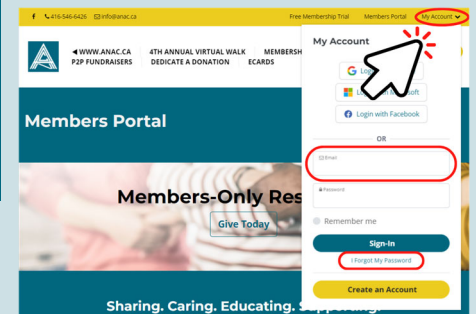 416-546-6426 info@anac.ca Free Membership Trial Members Portal My Account
WWW.ANAC.CA 4TH ANNUAL VIRTUAL WALK MEMBERSH
P2P FUNDRAISERS DEDICATE A DONATION ECARDS
Members Portal
Members-Only Res
Give Today
Sharing. Caring. Educating. Supporting.
My Account
Login with Facebook
OR
Email
Password
Remember me
Sign-In
I Forgot My Password
Create an Account